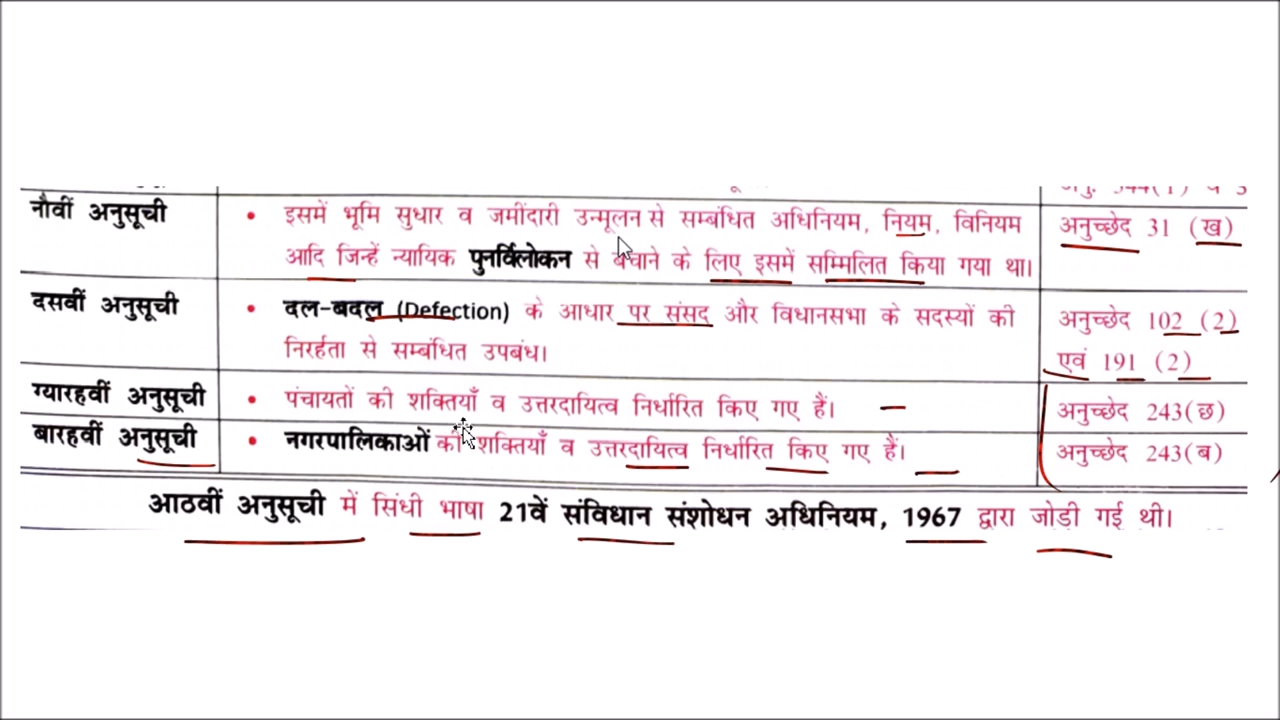 नौवीं अनुसूची
इसमें भूमि सुधार व जमींदारी उन्मूलन से सम्बंधित अधिनियम, नियम, विनियम
आदि जिन्हें न्यायिक पुनर्विलोकन से बचाने के लिए इसमें सम्मिलित किया गया था।
अनुच्छेद 31 (ख)
दसवीं अनुसूची
दल-बदल (Defection) के आधार पर संसद और विधानसभा के सदस्यों की
निरर्हता से सम्बंधित उपबंध।
अनुच्छेद 102 (2)
एवं 191 (2)
ग्यारहवीं अनुसूची
पंचायतों की शक्तियाँ व उत्तरदायित्व निर्धारित किए गए हैं।
अनुच्छेद 243(छ)
बारहवीं अनुसूची
नगरपालिकाओं की शक्तियाँ व उत्तरदायित्व निर्धारित किए गए हैं।
अनुच्छेद 243(ब)
आठवीं अनुसूची में सिंधी भाषा 21वें संविधान संशोधन अधिनियम, 1967 द्वारा जोड़ी गई थी।